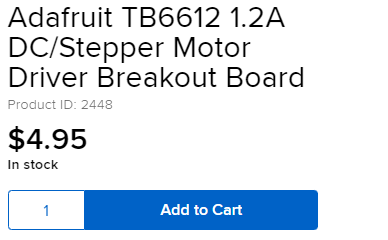 Adafruit TB6612 1.2A
DC/Stepper Motor
Driver Breakout Board
Product ID: 2448
$4.95
In stock
1 Add to Cart